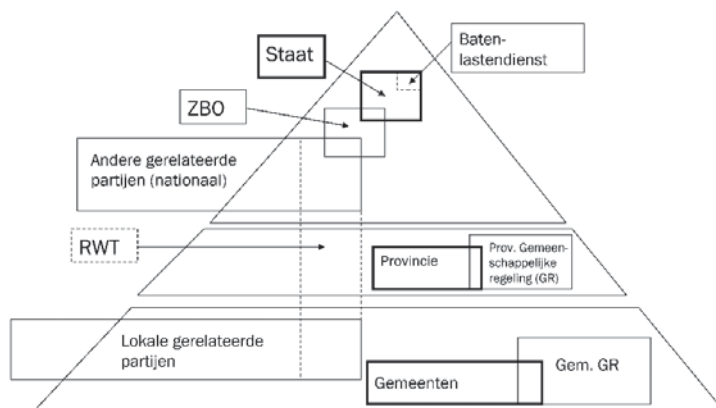 Staat
Baten-
lastendienst
ZBO
Andere gerelateerde
partijen (nationaal)
RWT
Provincie
Prov. Gemeen-
schappelijke
regeling (GR)
Lokale gerelateerde
partijen
Gemeenten
Gem. GR